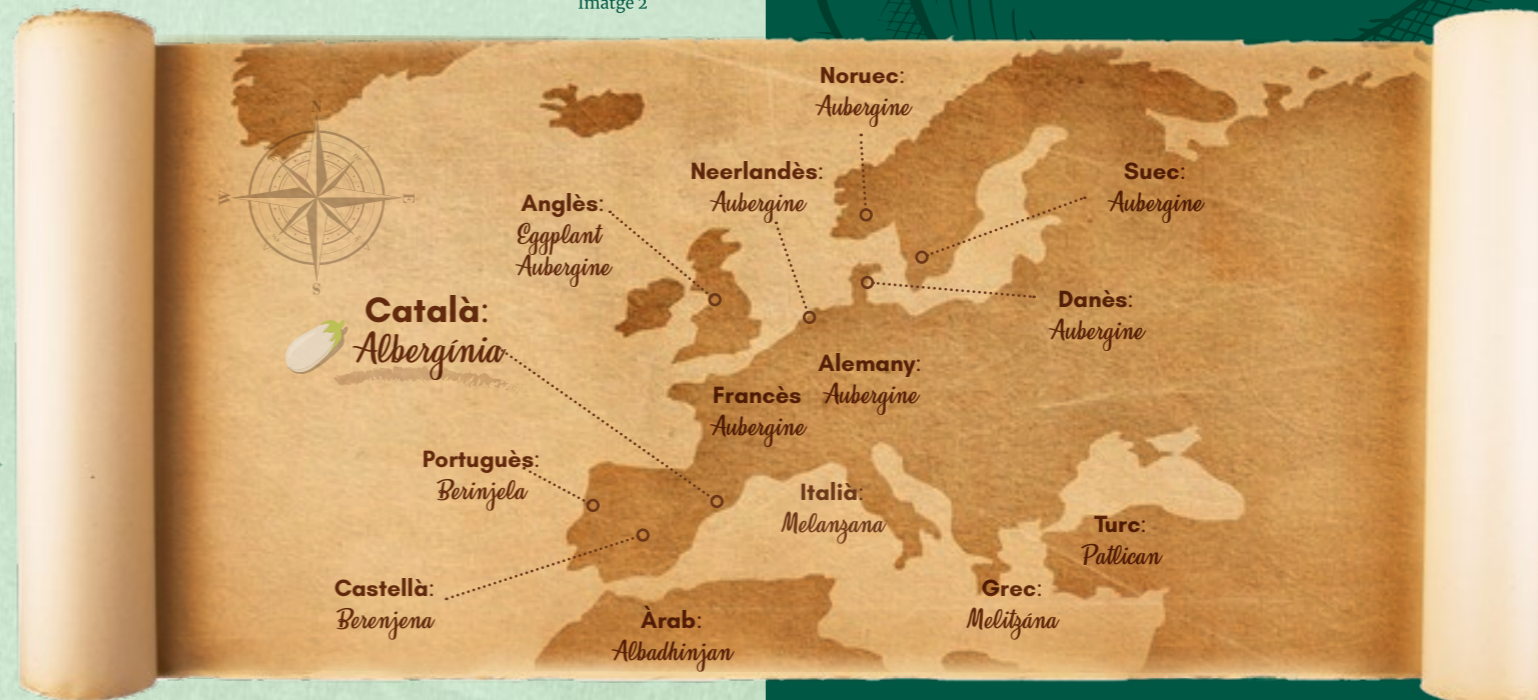 Imatge 2
Noruec:
Aubergine
Neerlandès:
Aubergine
Suec:
Aubergine
Anglès:
Eggplant
Aubergine
N
W
E
S
Català:
Albergínia
Danès:
Aubergine
Alemany:
Aubergine
Francès
Aubergine
Portuguès:
Berinjela
Italià:
Melanzana
Turc:
Patlican
Castellà:
Berenjena
Àrab:
Albadhinjan
Grec:
Melitzána